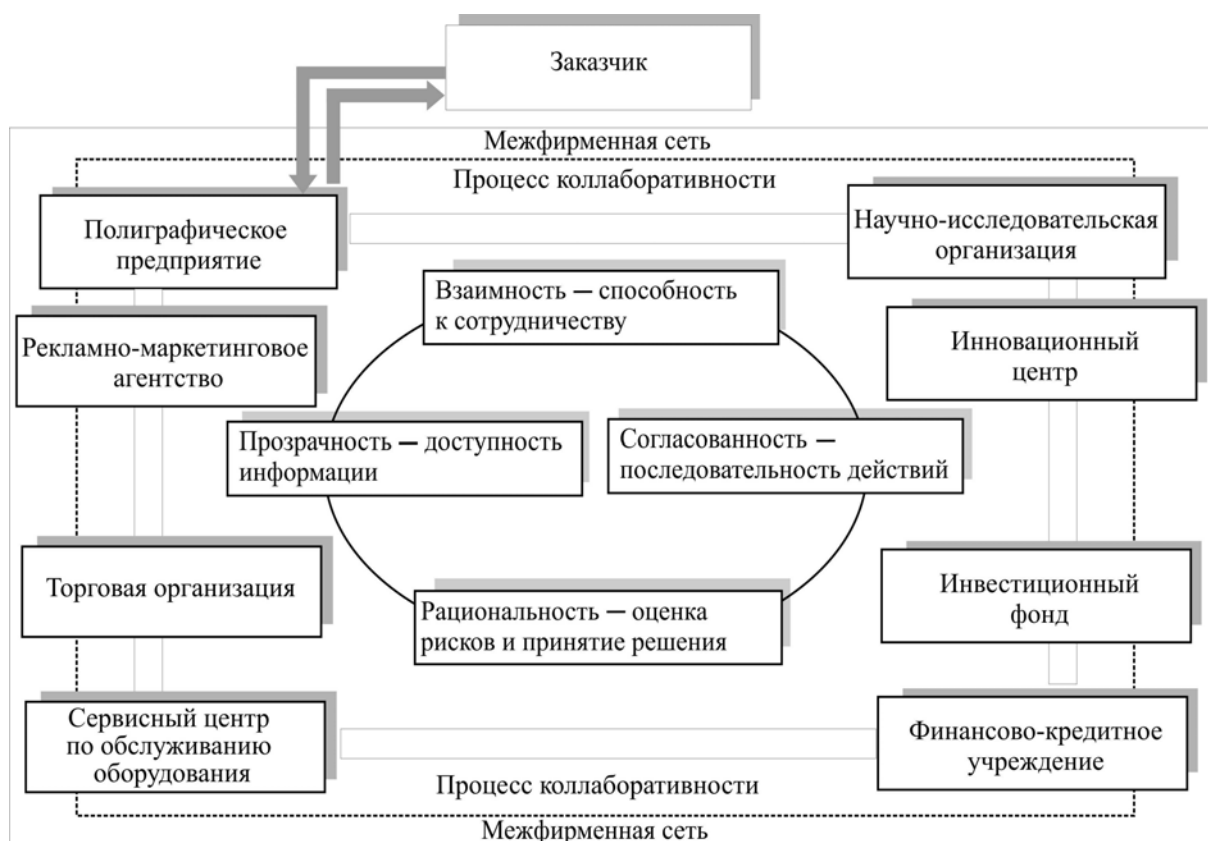 Заказчик
Межфирменная сеть
Процесс коллаборативности
Полиграфическое
предприятие
Научно-исследовательская
организация
Взаимность — способность
к сотрудничеству
Рекламно-маркетинговое
агентство
Инновационный
центр
Прозрачность — доступность
информации
Согласованность —
последовательность действий
Торговая организация
Инвестиционный
фонд
Рациональность — оценка
рисков и принятие решения
Сервисный центр
по обслуживанию
оборудования
Финансово-кредитное
учреждение
Процесс коллаборативности
Межфирменная сеть